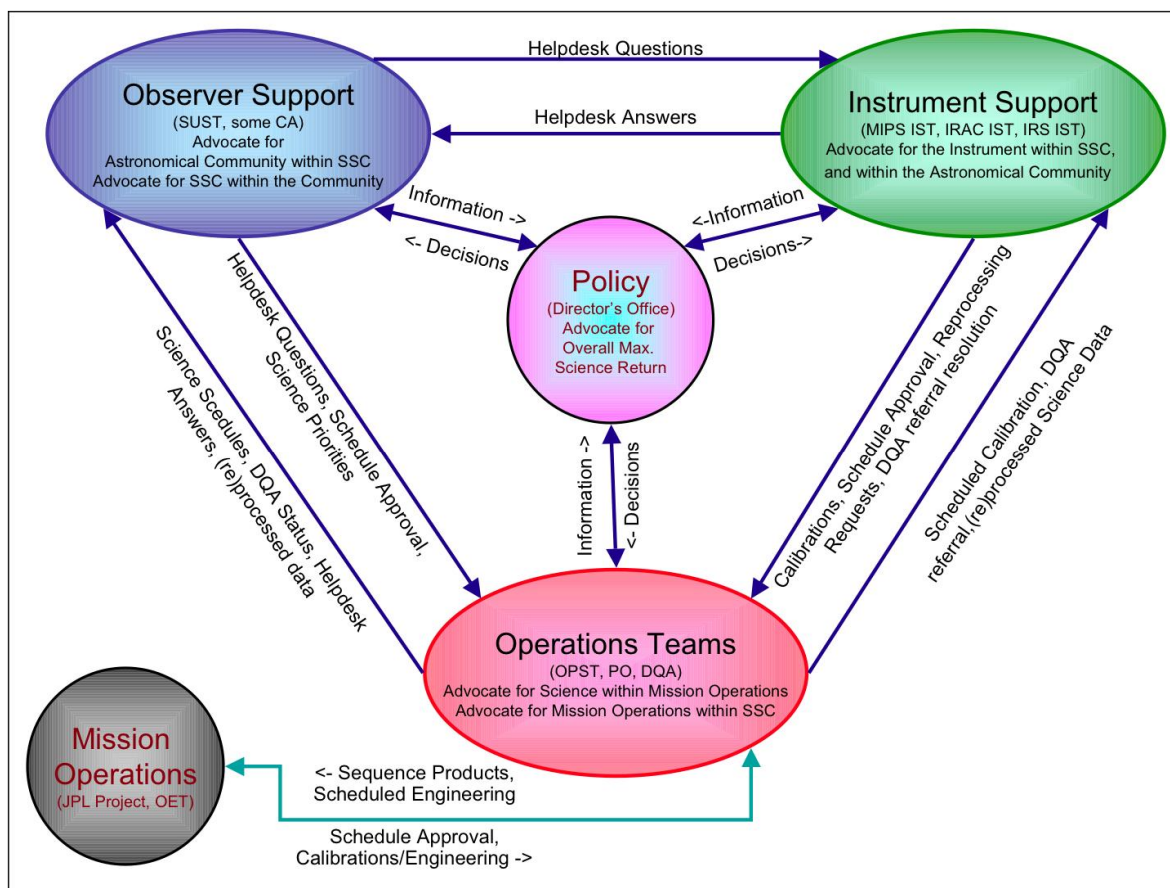 Helpdesk Questions
Observer Support
(SUST, some CA)
Advocate for
Astronomical Community within SSC
Advocate for SSC within the Community
Helpdesk Answers
Instrument Support
(MIPS IST, IRAC IST, IRS IST)
Advocate for the Instrument within SSC,
and within the Astronomical Community
Information ->
<- Decisions
<-Information
Decisions->
Policy
(Director's Office)
Advocate for
Overall Max.
Science Return
Helpdesk Questions, Schedule Approval,
Science Priorities
Science Scedules, DQA Status, Helpdesk
Answers, (re)processed data
Information ->
<- Decisions
Calibrations, Schedule Approval, Reprocessing
Requests, DQA referral resolution
Scheduled Calibration, DQA
referral,(re)processed Science Data
Operations Teams
(OPST, PO, DQA)
Advocate for Science within Mission Operations
Advocate for Mission Operations within SSC
Mission
Operations
(JPL Project, OET)
<- Sequence Products,
Scheduled Engineering
Schedule Approval,
Calibrations/Engineering ->